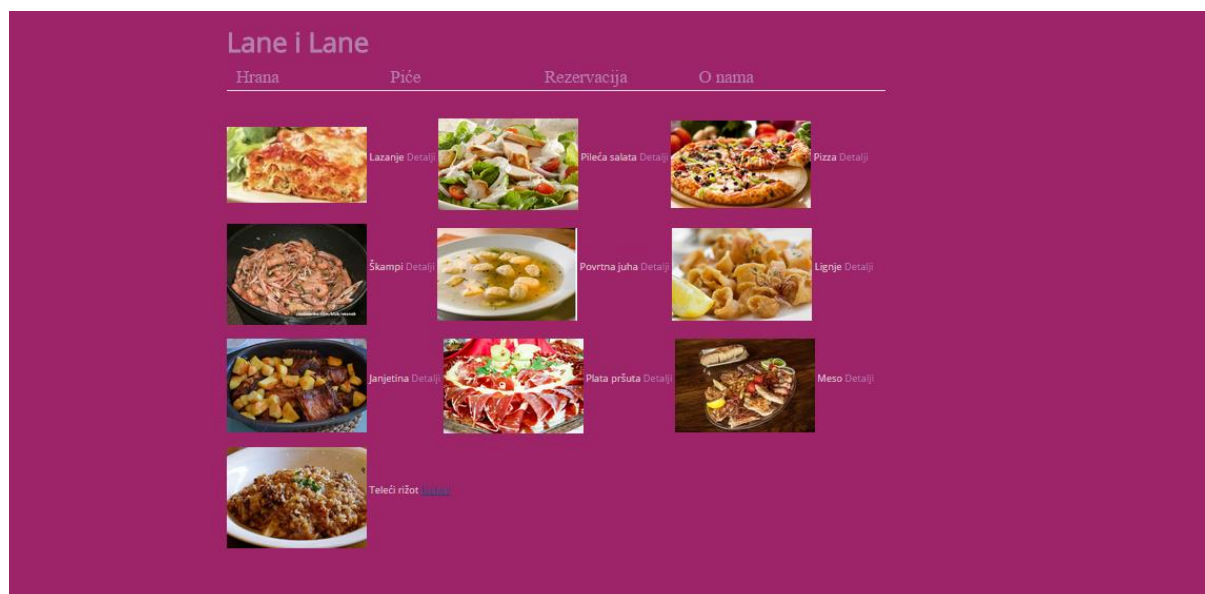 Lane i Lane
Hrana Piće Rezervacija O nama
Lazanje Detalji Pileća salata Detalji Pizza Detalji
Škampi Detalji Povrtna juha Detalji Lignje Detalji
Janjetina Detalji Plata pršuta Detalji Meso Detalji
Teleći rižot